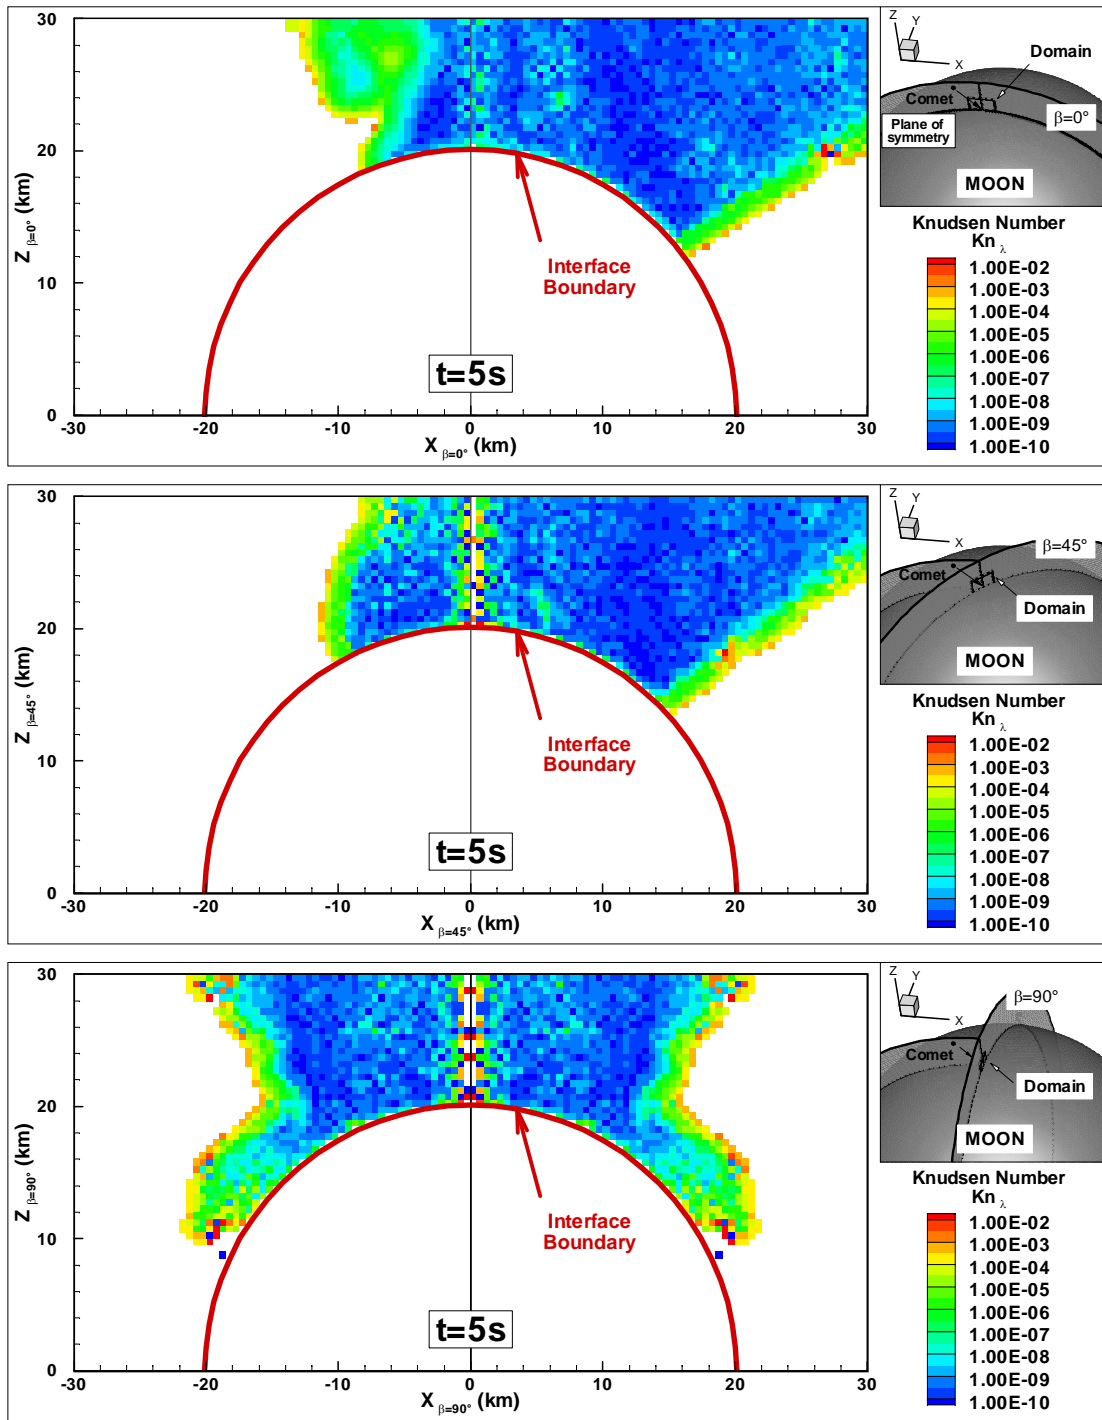 30
20
10
0
Z β=0° (km)
-30
-20
-10
0
10
20
30
X β=0° (km)
Interface
Boundary
t=5s
Z
Y
X
Domain
Comet
β=0°
Plane of
symmetry
MOON
Knudsen Number
Kn λ
1.00E-02
1.00E-03
1.00E-04
1.00E-05
1.00E-06
1.00E-07
1.00E-08
1.00E-09
1.00E-10
30
20
10
0
Z β=45° (km)
-30
-20
-10
0
10
20
30
X β=45° (km)
Interface
Boundary
t=5s
Z
Y
X
β=45°
Comet
Domain
MOON
Knudsen Number
Kn λ
1.00E-02
1.00E-03
1.00E-04
1.00E-05
1.00E-06
1.00E-07
1.00E-08
1.00E-09
1.00E-10
30
20
10
0
Z β=90° (km)
-30
-20
-10
0
10
20
30
X β=90° (km)
Interface
Boundary
t=5s
Z
Y
X
β=90°
Comet
Domain
MOON
Knudsen Number
Kn λ
1.00E-02
1.00E-03
1.00E-04
1.00E-05
1.00E-06
1.00E-07
1.00E-08
1.00E-09
1.00E-10